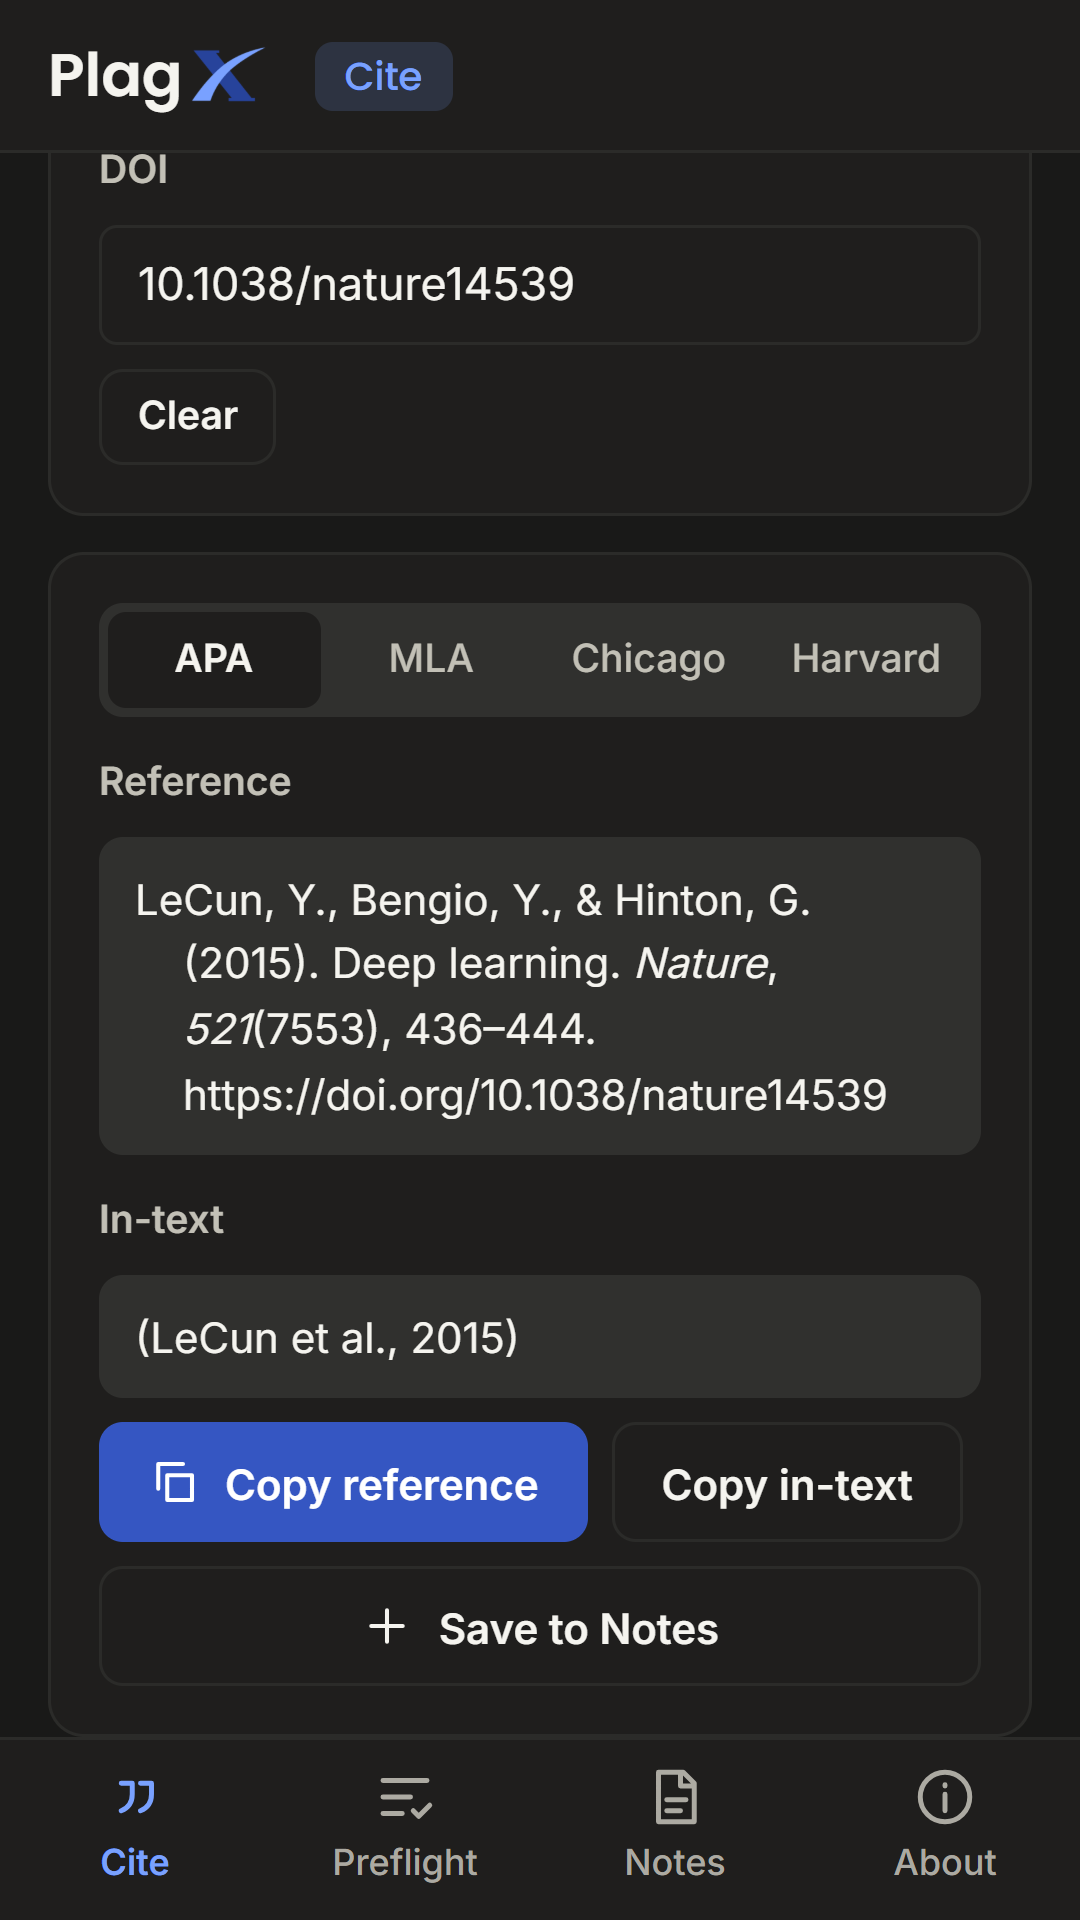 PlagX Cite
DOI
10.1038/nature14539
Clear
APA MLA Chicago Harvard
Reference
LeCun, Y., Bengio, Y., & Hinton, G.
(2015). Deep learning. Nature,
521(7553), 436–444.
https://doi.org/10.1038/nature14539
In-text
(LeCun et al., 2015)
Copy reference Copy in-text
Save to Notes
Cite Preflight Notes About